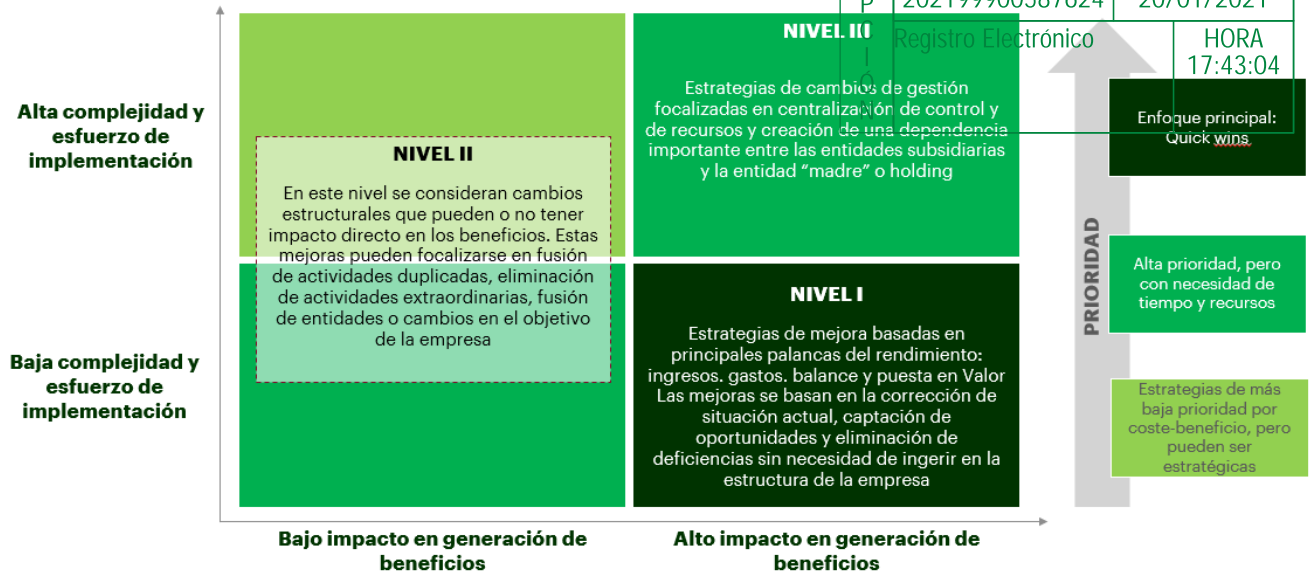 RECEPCIÓN
202199900587624
20/01/2021
Registro Electrónico
HORA
17:43:04
Alta complejidad y
esfuerzo de
implementación
Baja complejidad y
esfuerzo de
implementación
NIVEL II
En este nivel se consideran cambios
estructurales que pueden o no tener
impacto directo en los beneficios. Estas
mejoras pueden focalizarse en fusión
de actividades duplicadas, eliminación
de actividades extraordinarias, fusión
de entidades o cambios en el objetivo
de la empresa
NIVEL III
Estrategias de cambios de gestión
focalizadas en centralización de control y
de recursos y creación de una dependencia
importante entre las entidades subsidiarias
y la entidad “madre” o holding
NIVEL I
Estrategias de mejora basadas en
principales palancas del rendimiento:
ingresos. gastos. balance y puesta en Valor
Las mejoras se basan en la corrección de
situación actual, captación de
oportunidades y eliminación de
deficiencias sin necesidad de ingerir en la
estructura de la empresa
Bajo impacto en generación de
beneficios
Alto impacto en generación de
beneficios
PRIORIDAD
Enfoque principal:
Quick wins
Alta prioridad, pero
con necesidad de
tiempo y recursos
Estrategias de más
baja prioridad por
coste-beneficio, pero
pueden ser
estratégicas